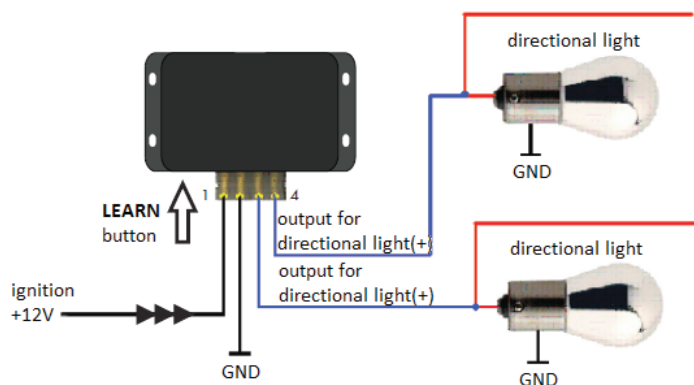 directional light
GND
1
4
LEARN
button
output for
directional light(+)
output for
directional light(+)
directional light
ignition
+12V
GND
GND